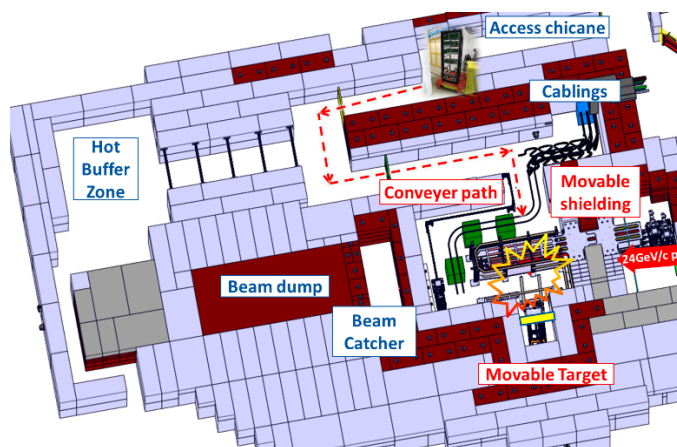 Access chicane
Cablings
Hot
Buffer
Zone
Movable
shielding
Conveyer path
24GeV/c p
Beam dump
Beam
Catcher
Movable Target